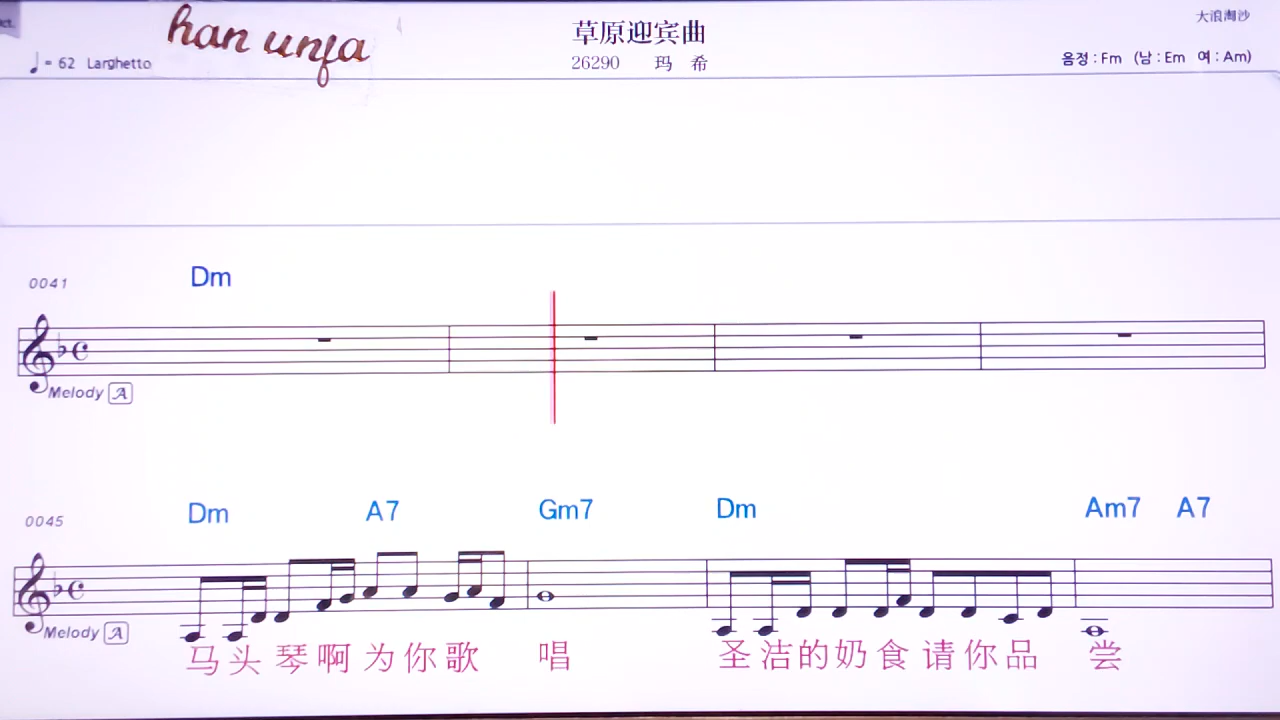 han unfa
草原迎宾曲
大浪淘沙
♩= 62 Larghetto
26290 玛 希
음정 : Fm (남 : Em 여 : Am)
0041
Dm
Melody A
0045
Dm A7 Gm7 Dm Am7 A7
Melody A
马头琴啊为你歌 唱 圣洁的奶食请你品 尝